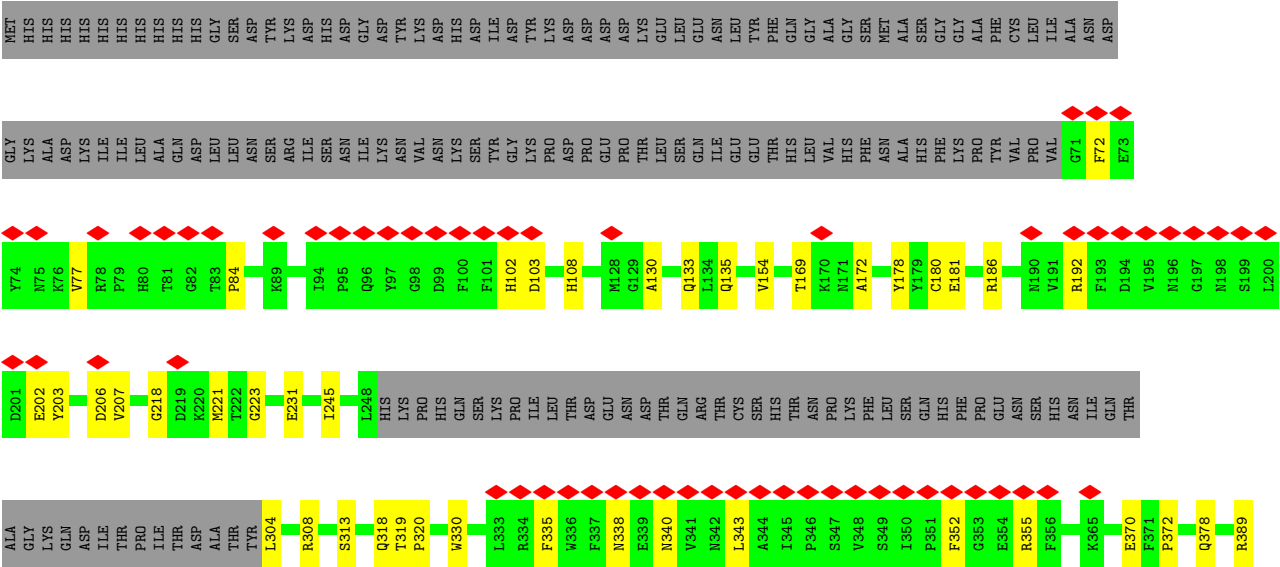 MET HIS HIS HIS HIS HIS HIS HIS HIS HIS HIS GLY SER ASP TYR LYS ASP HIS ASP GLY ASP TYR LYS ASP HIS ASP ILE ASP TYR LYS ASP ASP ASP ASP LYS GLU LEU GLU ASN LEU TYR PHE GLN GLY ALA GLY SER MET ALA SER GLY GLY ALA PHE CYS LEU ILE ALA ASN ASP
GLY LYS ALA ASP LYS ILE ILE LEU ALA GLN ASP LEU LEU ASN SER ARG ILE SER ASN ILE LYS ASN VAL ASN LYS SER TYR GLY LYS PRO ASP PRO GLU PRO THR LEU SER GLN ILE GLU GLU THR HIS LEU VAL HIS PHE ASN ALA HIS PHE LYS PRO TYR VAL PRO VAL G71 F72 E73
Y74 N75 K76 V77 R78 P79 H80 T81 G82 T83 P84 K89 I94 P95 Q96 Y97 G98 D99 F100 F101 H102 D103 H108 M128 G129 A130 Q133 L134 Q135 V154 T169 K170 N171 A172 Y178 Y179 C180 E181 R186 N190 V191 R192 F193 D194 V195 N196 G197 N198 S199 L200
D201 E202 Y203 D206 V207 G218 D219 K220 M221 T222 G223 E231 I245 L248 HIS LYS PRO HIS GLN SER LYS PRO ILE LEU THR ASP GLU ASN ASP THR GLN ARG THR CYS SER HIS THR ASN PRO LYS PHE LEU SER GLN HIS PHE PRO GLU ASN SER HIS ASN ILE GLN THR
ALA GLY LYS GLN ASP ILE THR PRO ILE THR ASP ALA THR TYR L304 R308 S313 Q318 T319 P320 W330 L333 R334 F335 W336 F337 N338 E339 N340 V341 N342 L343 A344 I345 P346 S347 V348 S349 I350 P351 F352 G353 E354 R355 F356 K365 E370 F371 P372 Q378 R389